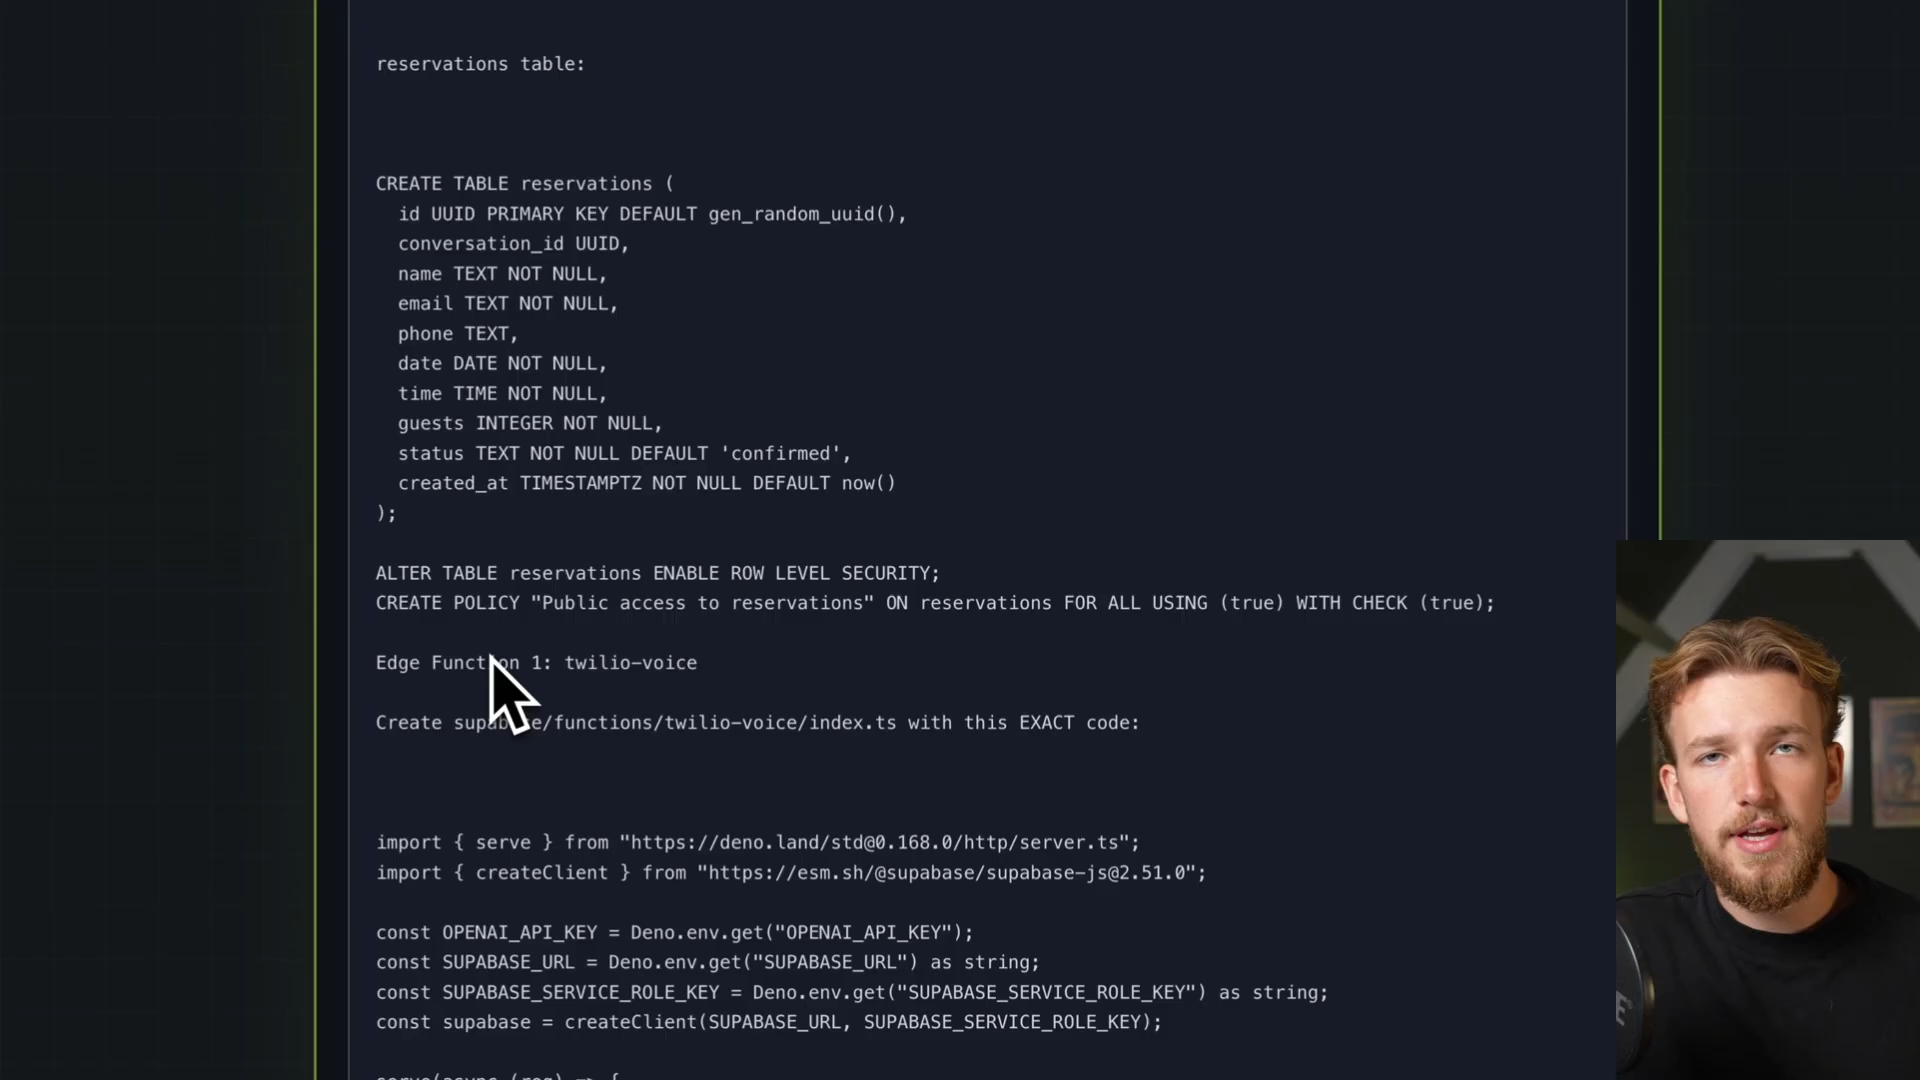 reservations table:
CREATE TABLE reservations (
id UUID PRIMARY KEY DEFAULT gen_random_uuid(),
conversation_id UUID,
name TEXT NOT NULL,
email TEXT NOT NULL,
phone TEXT,
date DATE NOT NULL,
time TIME NOT NULL,
guests INTEGER NOT NULL,
status TEXT NOT NULL DEFAULT 'confirmed',
created_at TIMESTAMPTZ NOT NULL DEFAULT now()
);
ALTER TABLE reservations ENABLE ROW LEVEL SECURITY;
CREATE POLICY "Public access to reservations" ON reservations FOR ALL USING (true) WITH CHECK (true);
Edge Function 1: twilio-voice
Create supabase/functions/twilio-voice/index.ts with this EXACT code:
import { serve } from "https://deno.land/std@0.168.0/http/server.ts";
import { createClient } from "https://esm.sh/@supabase/supabase-js@2.51.0";
const OPENAI_API_KEY = Deno.env.get("OPENAI_API_KEY");
const SUPABASE_URL = Deno.env.get("SUPABASE_URL") as string;
const SUPABASE_SERVICE_ROLE_KEY = Deno.env.get("SUPABASE_SERVICE_ROLE_KEY") as string;
const supabase = createClient(SUPABASE_URL, SUPABASE_SERVICE_ROLE_KEY);
serve(async (req) => {